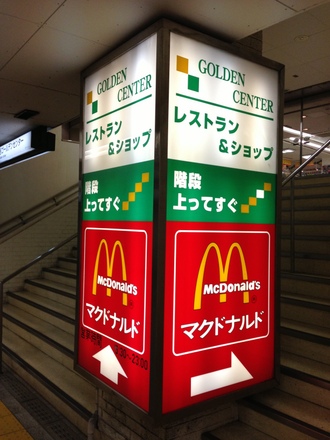 GOLDEN
CENTER
レストラン
&ショップ
階段
上ってすぐ
McDonald's
マクドナルド
GOLDEN
CENTER
レストラン
&ショップ
階段
上ってすぐ
McDonald's
マクドナルド